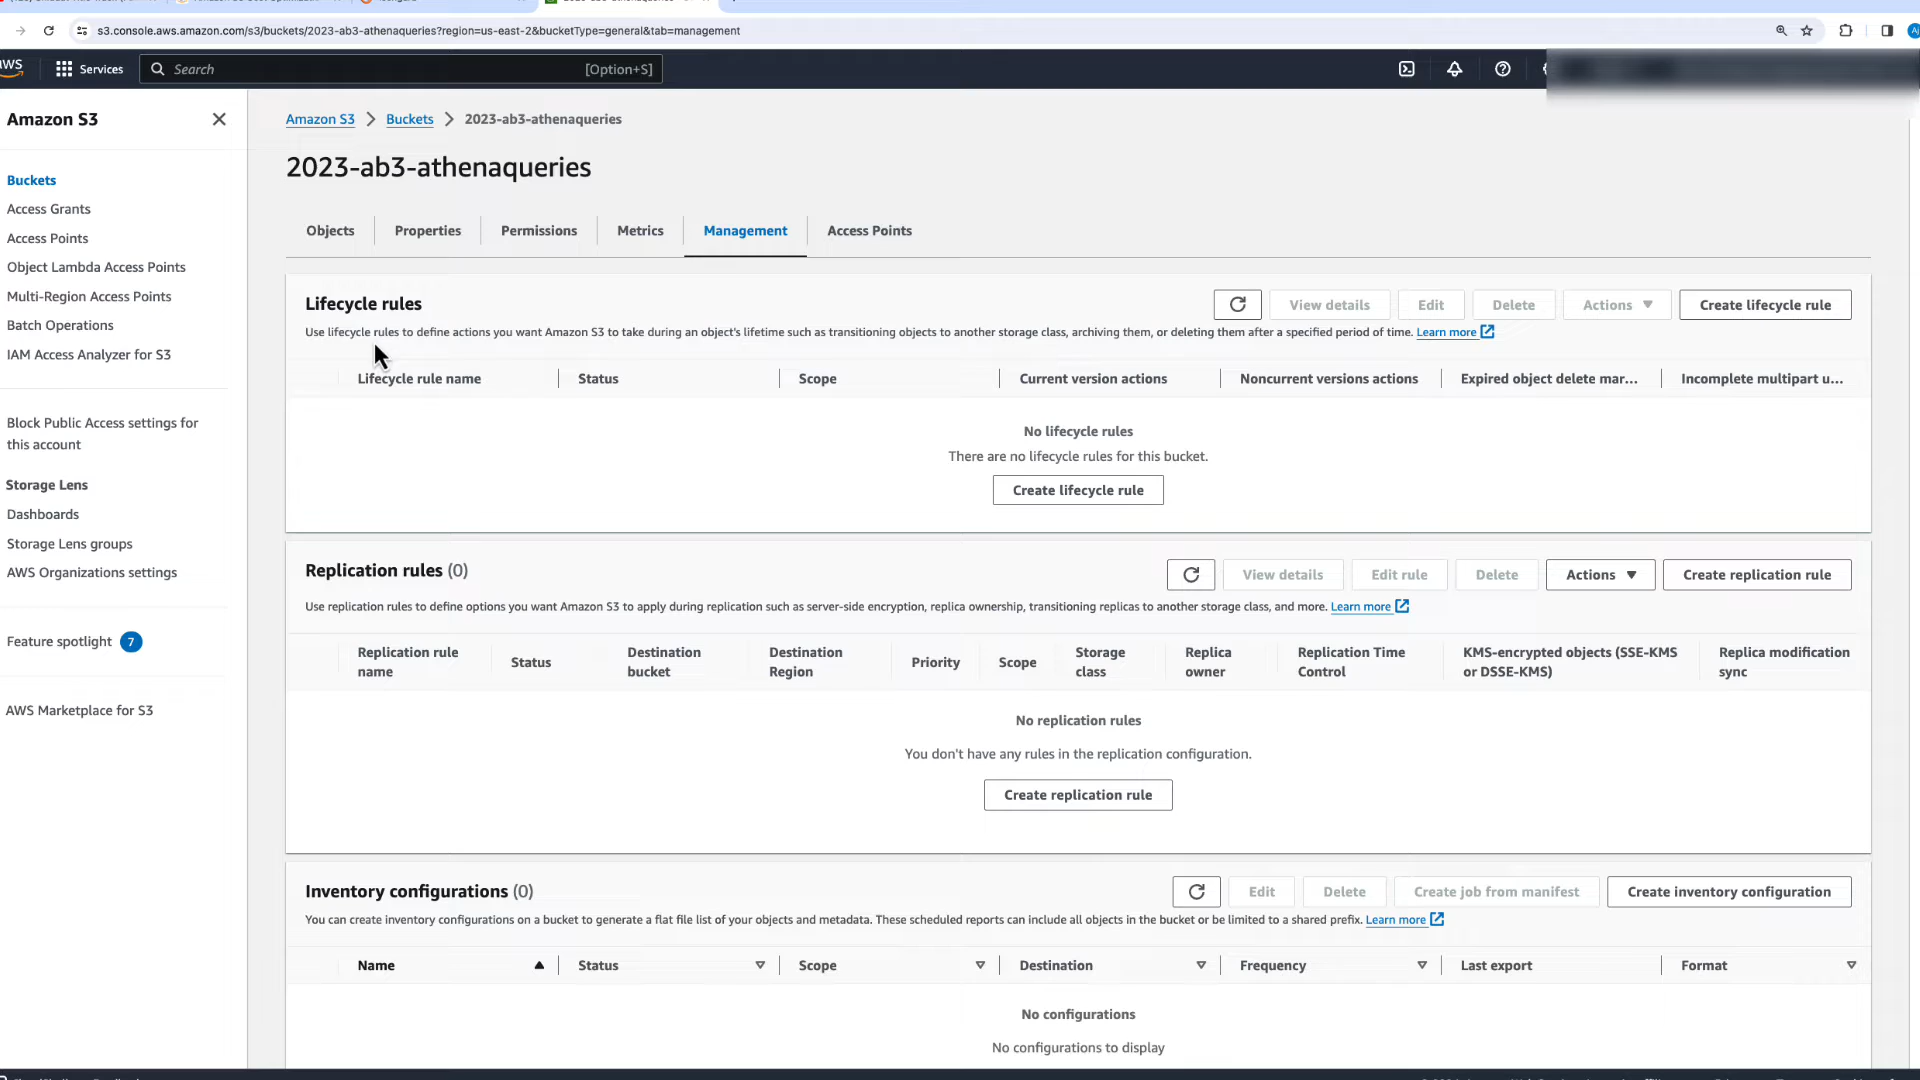 s3.console.aws.amazon.com/s3/buckets/2023-ab3-athenaqueries?region=us-east-2&bucketType=general&tab=management
Services
Search
[Option+S]
Amazon S3
Buckets
Access Grants
Access Points
Object Lambda Access Points
Multi-Region Access Points
Batch Operations
IAM Access Analyzer for S3
Block Public Access settings for
this account
Storage Lens
Dashboards
Storage Lens groups
AWS Organizations settings
Feature spotlight 7
AWS Marketplace for S3
Amazon S3 > Buckets > 2023-ab3-athenaqueries
2023-ab3-athenaqueries
Objects Properties Permissions Metrics Management Access Points
Lifecycle rules
View details Edit Delete Actions Create lifecycle rule
Use lifecycle rules to define actions you want Amazon S3 to take during an object's lifetime such as transitioning objects to another storage class, archiving them, or deleting them after a specified period of time. Learn more
Lifecycle rule name Status Scope Current version actions Noncurrent versions actions Expired object delete mar... Incomplete multipart u...
No lifecycle rules
There are no lifecycle rules for this bucket.
Create lifecycle rule
Replication rules (0)
View details Edit rule Delete Actions Create replication rule
Use replication rules to define options you want Amazon S3 to apply during replication such as server-side encryption, replica ownership, transitioning replicas to another storage class, and more. Learn more
Replication rule name Status Destination bucket Destination Region Priority Scope Storage class Replica owner Replication Time Control KMS-encrypted objects (SSE-KMS or DSSE-KMS) Replica modification sync
No replication rules
You don't have any rules in the replication configuration.
Create replication rule
Inventory configurations (0)
Edit Delete Create job from manifest Create inventory configuration
You can create inventory configurations on a bucket to generate a flat file list of your objects and metadata. These scheduled reports can include all objects in the bucket or be limited to a shared prefix. Learn more
Name Status Scope Destination Frequency Last export Format
No configurations
No configurations to display